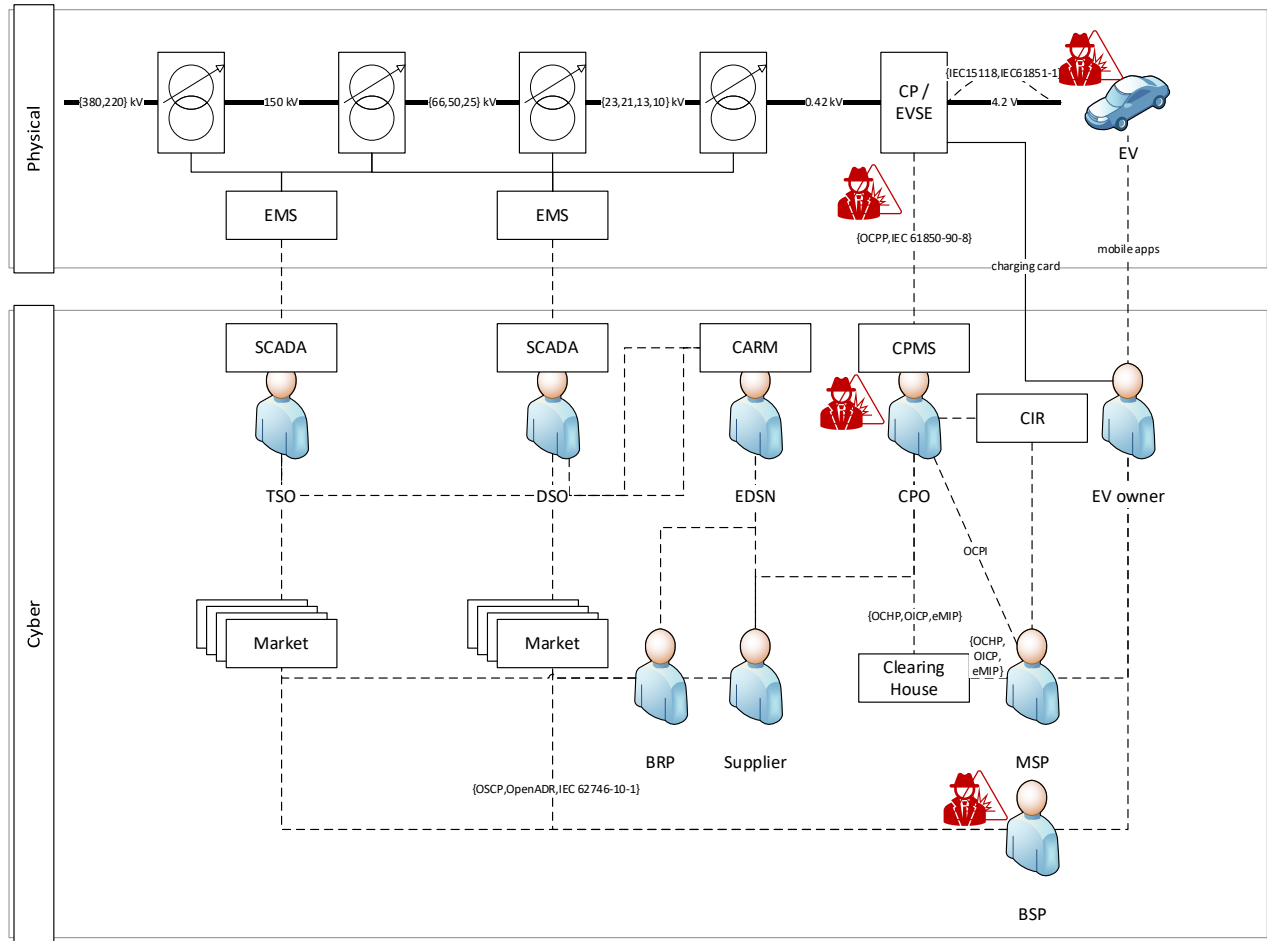 Physical
{380,220} kV
150 kV
{66,50,25} kV
{23,21,13,10} kV
0.42 kV
CP /
EVSE
{IEC15118,IEC61851-1}
4.2 V
EV
EMS
EMS
{OCPP,IEC 61850-90-8}
charging card
mobile apps
Cyber
SCADA
SCADA
CARM
CPMS
CIR
TSO
DSO
EDSN
CPO
EV owner
OCPI
Market
Market
{OCHP,OICP,eMIP}
{OCHP,
OICP,
eMIP}
Clearing
House
BRP
Supplier
MSP
{OSCP,OpenADR,IEC 62746-10-1}
BSP